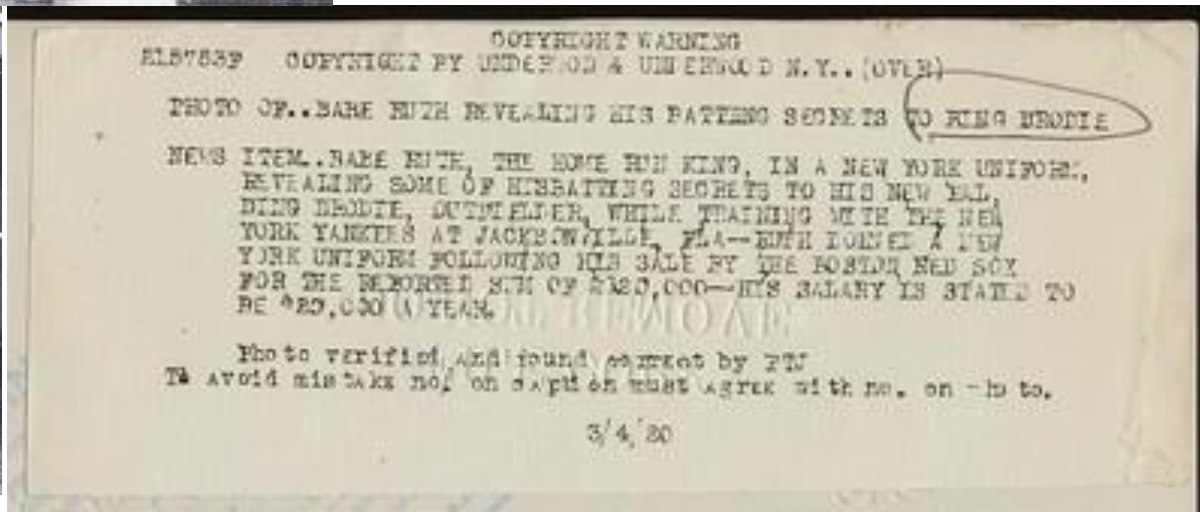 COPYRIGHT WARNING
COPYRIGHT BY UNDERWOOD & UNDERWOOD N.Y.. (OVER)
PHOTO OF..BABE RUTH REVEALING HIS BATTING SECRETS TO BING BRODIE
NEWS ITEM..BABE RUTH, THE HOME RUN KING, IN A NEW YORK UNIFORM,
REVEALING SOME OF HISBATTING SECRETS TO HIS NEW PAL,
BING BRODIE, OUTFIELDER, WHILE TRAINING WITH THE NEW
YORK YANKEES AT JACKSONVILLE, FLA--RUTH A NEW
YORK UNIFORM FOLLOWING HIS SALE BY THE BOSTON RED SOX
FOR THE REPORTED SUM OF HIS SALARY IS STATED TO
BE $20,000 A YEAR.
REMOVE
Photo verified and found correct by
To avoid mistake no. on caption must agree with no. on photo.
3/4/20